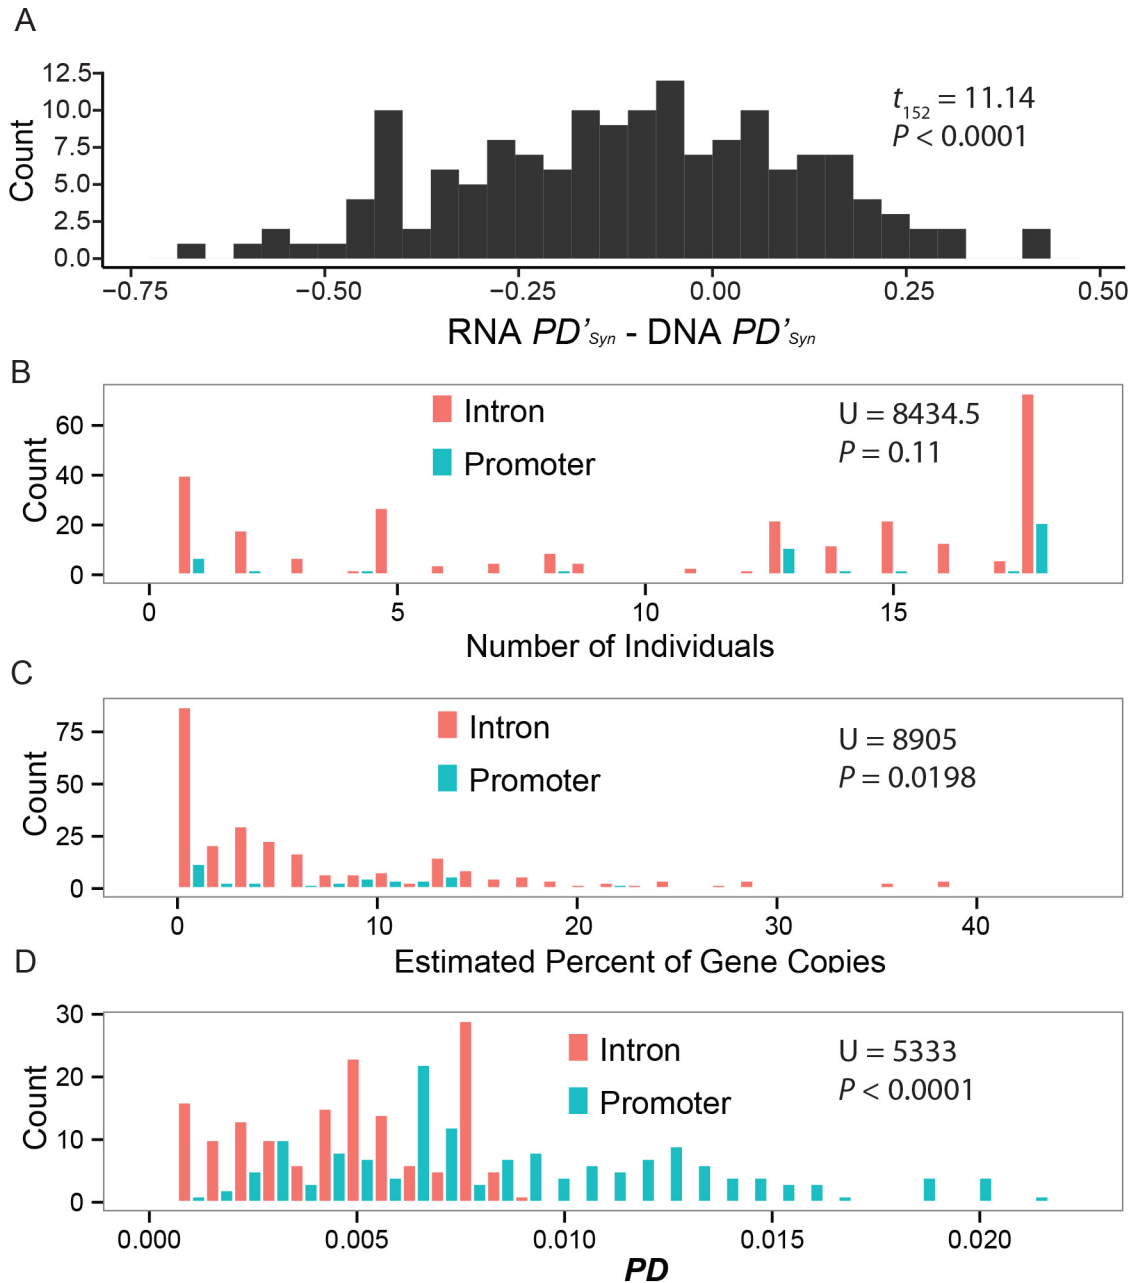 A
12.5
10.0
7.5
5.0
2.5
0.0
Count
t152 = 11.14
P < 0.0001
−0.75 −0.50 −0.25 0.00 0.25 0.50
RNA PD’Syn - DNA PD’Syn
B
60
40
20
0
Count
Intron
Promoter
U = 8434.5
P = 0.11
0 5 10 15
Number of Individuals
C
75
50
25
0
Count
Intron
Promoter
U = 8905
P = 0.0198
0 10 20 30 40
Estimated Percent of Gene Copies
D
30
20
10
0
Count
Intron
Promoter
U = 5333
P < 0.0001
0.000 0.005 0.010 0.015 0.020
PD